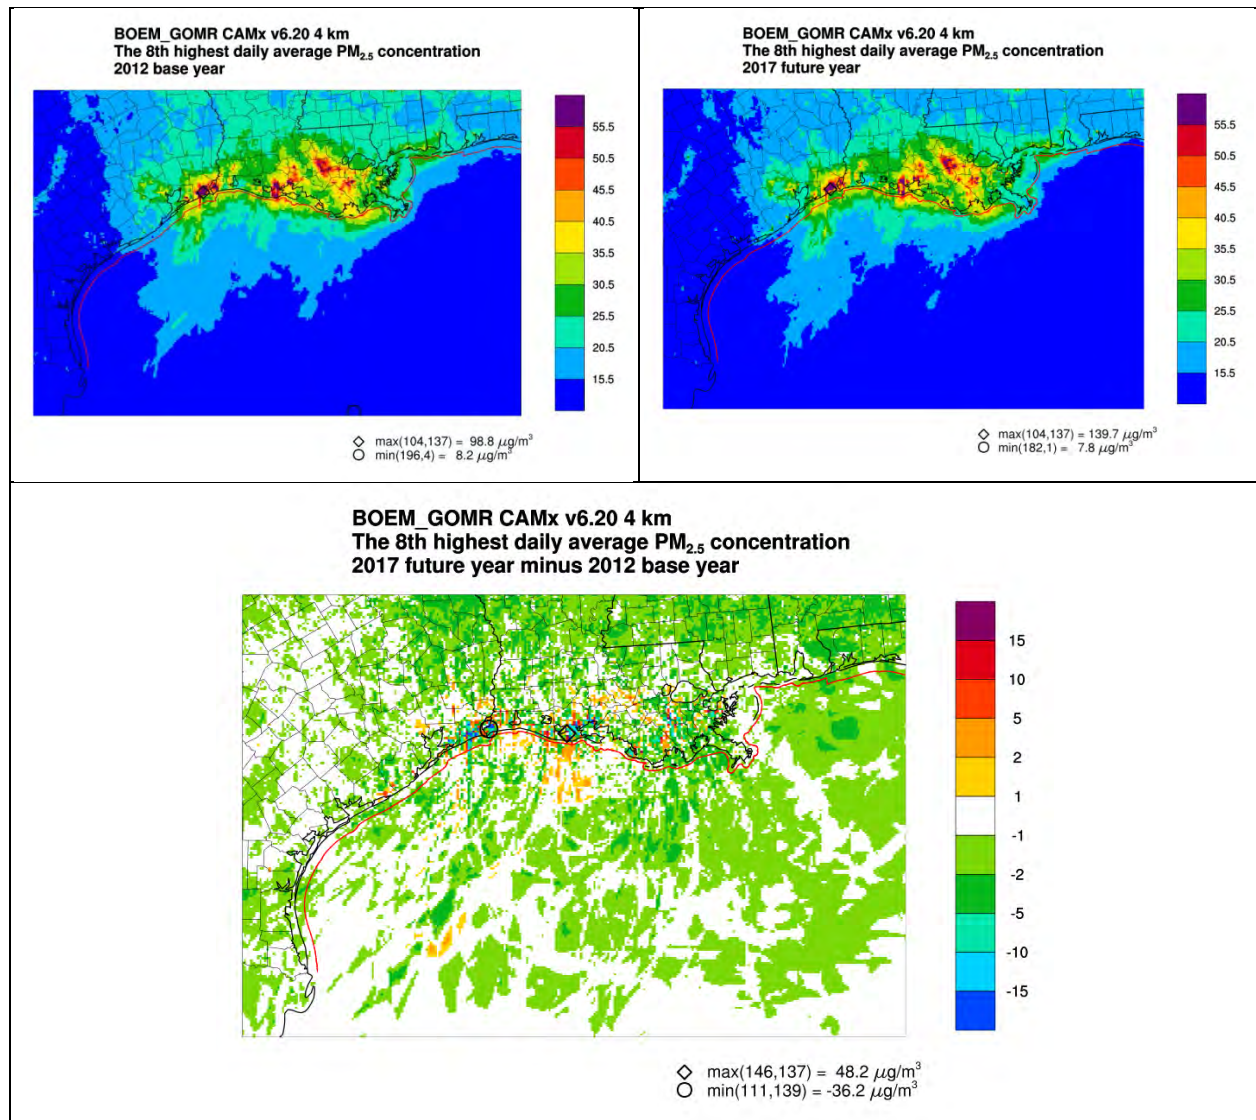 BOEM_GOMR CAMx v6.20 4 km
The 8th highest daily average PM2.5 concentration
2012 base year
55.5
50.5
45.5
40.5
35.5
30.5
25.5
20.5
15.5
max(104,137) = 98.8 μg/m³
min(196,4) = 8.2 μg/m³
BOEM_GOMR CAMx v6.20 4 km
The 8th highest daily average PM2.5 concentration
2017 future year
55.5
50.5
45.5
40.5
35.5
30.5
25.5
20.5
15.5
max(104,137) = 139.7 μg/m³
min(182,1) = 7.8 μg/m³
BOEM_GOMR CAMx v6.20 4 km
The 8th highest daily average PM2.5 concentration
2017 future year minus 2012 base year
15
10
5
2
1
-1
-2
-5
-10
-15
max(146,137) = 48.2 μg/m³
min(111,139) = -36.2 μg/m³